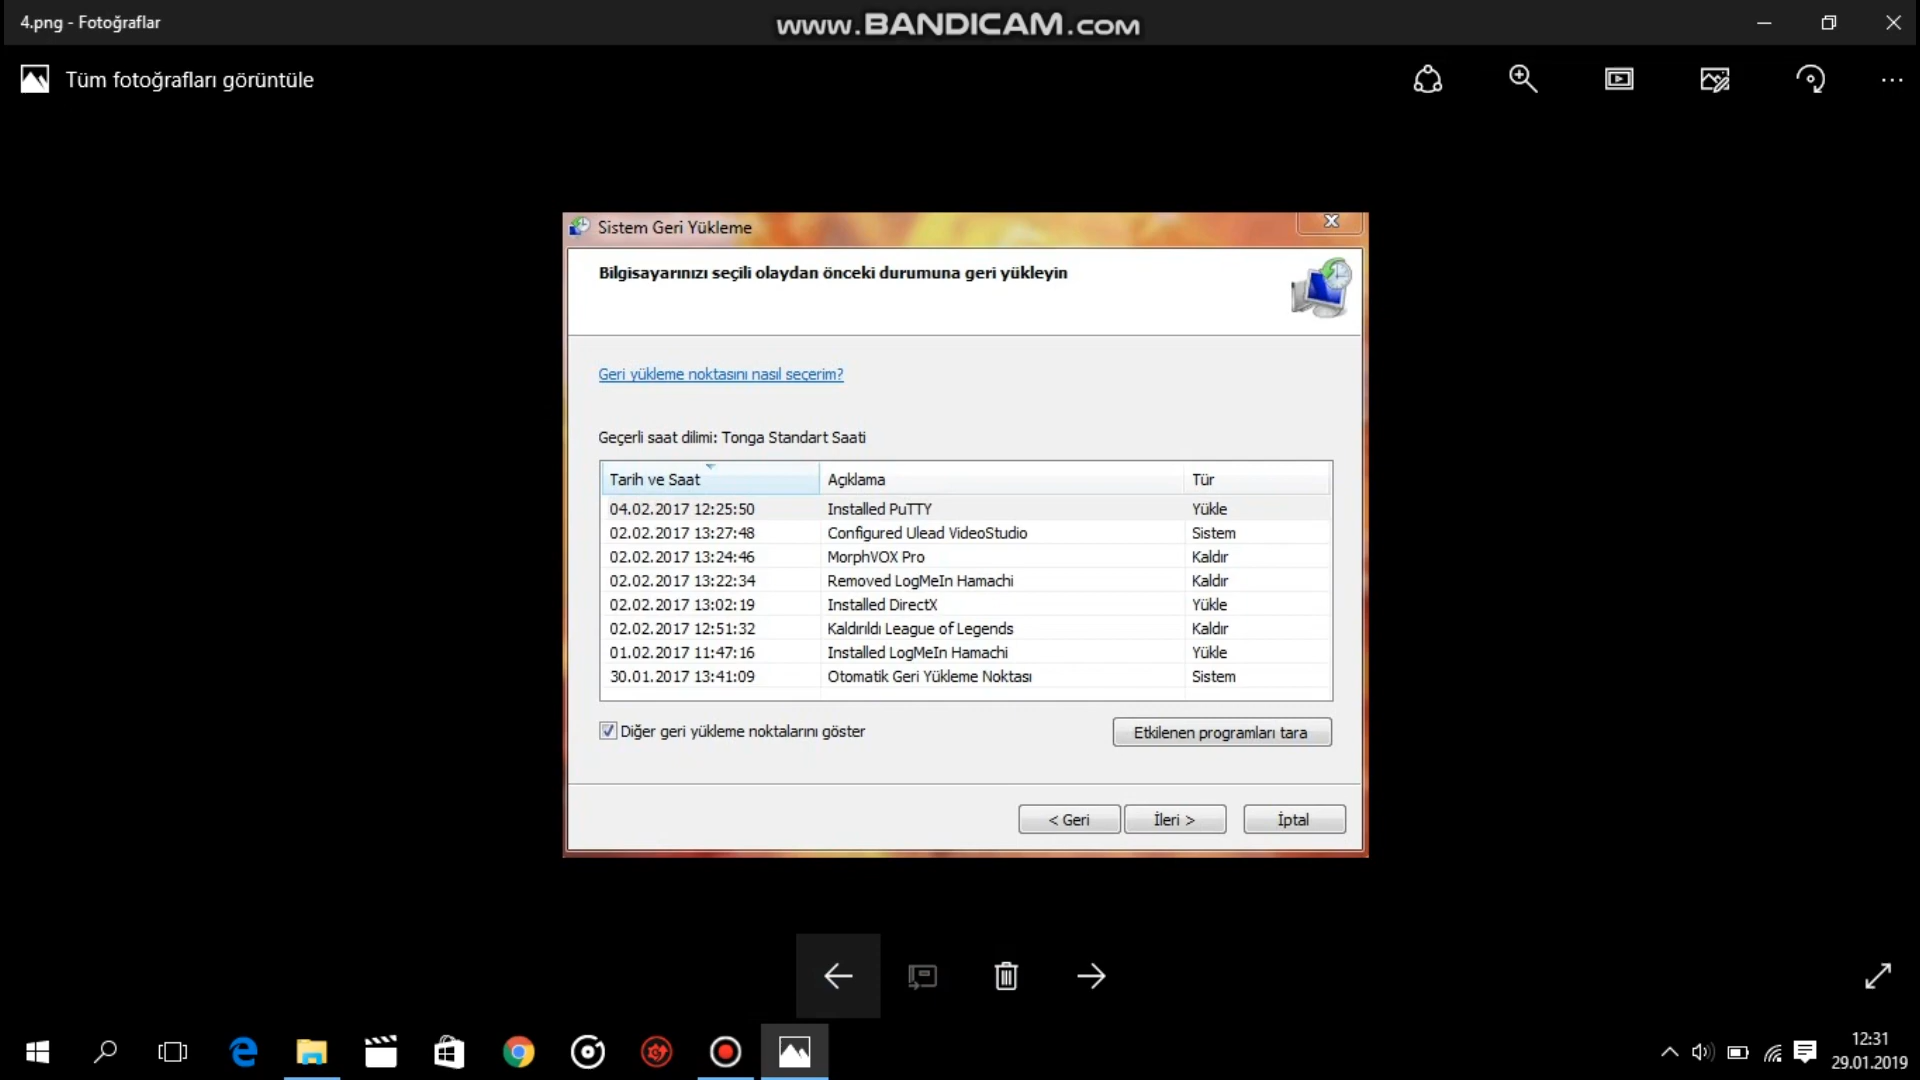 4.png - Fotoğraflar
www.BANDICAM.com
Tüm fotoğrafları görüntüle
Sistem Geri Yükleme
Bilgisayarınızı seçili olaydan önceki durumuna geri yükleyin
Geri yükleme noktasını nasıl seçerim?
Geçerli saat dilimi: Tonga Standart Saati
Tarih ve Saat Açıklama Tür
04.02.2017 12:25:50 Installed PuTTY Yükle
02.02.2017 13:27:48 Configured Ulead VideoStudio Sistem
02.02.2017 13:24:46 MorphVOX Pro Kaldır
02.02.2017 13:22:34 Removed LogMeIn Hamachi Kaldır
02.02.2017 13:02:19 Installed DirectX Yükle
02.02.2017 12:51:32 Kaldırıldı League of Legends Kaldır
01.02.2017 11:47:16 Installed LogMeIn Hamachi Yükle
30.01.2017 13:41:09 Otomatik Geri Yükleme Noktası Sistem
Diğer geri yükleme noktalarını göster
Etkilenen programları tara
< Geri İleri > İptal
12:31
29.01.2019